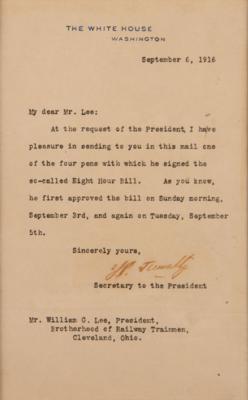 THE WHITE HOUSE
WASHINGTON
September 6, 1916
My dear Mr. Lee:
At the request of the President, I have
pleasure in sending to you in this mail one
of the four pens with which he signed the
so-called Eight Hour Bill. As you know,
he first approved the bill on Sunday morning,
September 3rd, and again on Tuesday, September
5th.
Sincerely yours,
Secretary to the President
Mr. William G. Lee, President,
Brotherhood of Railway Trainmen,
Cleveland, Ohio.